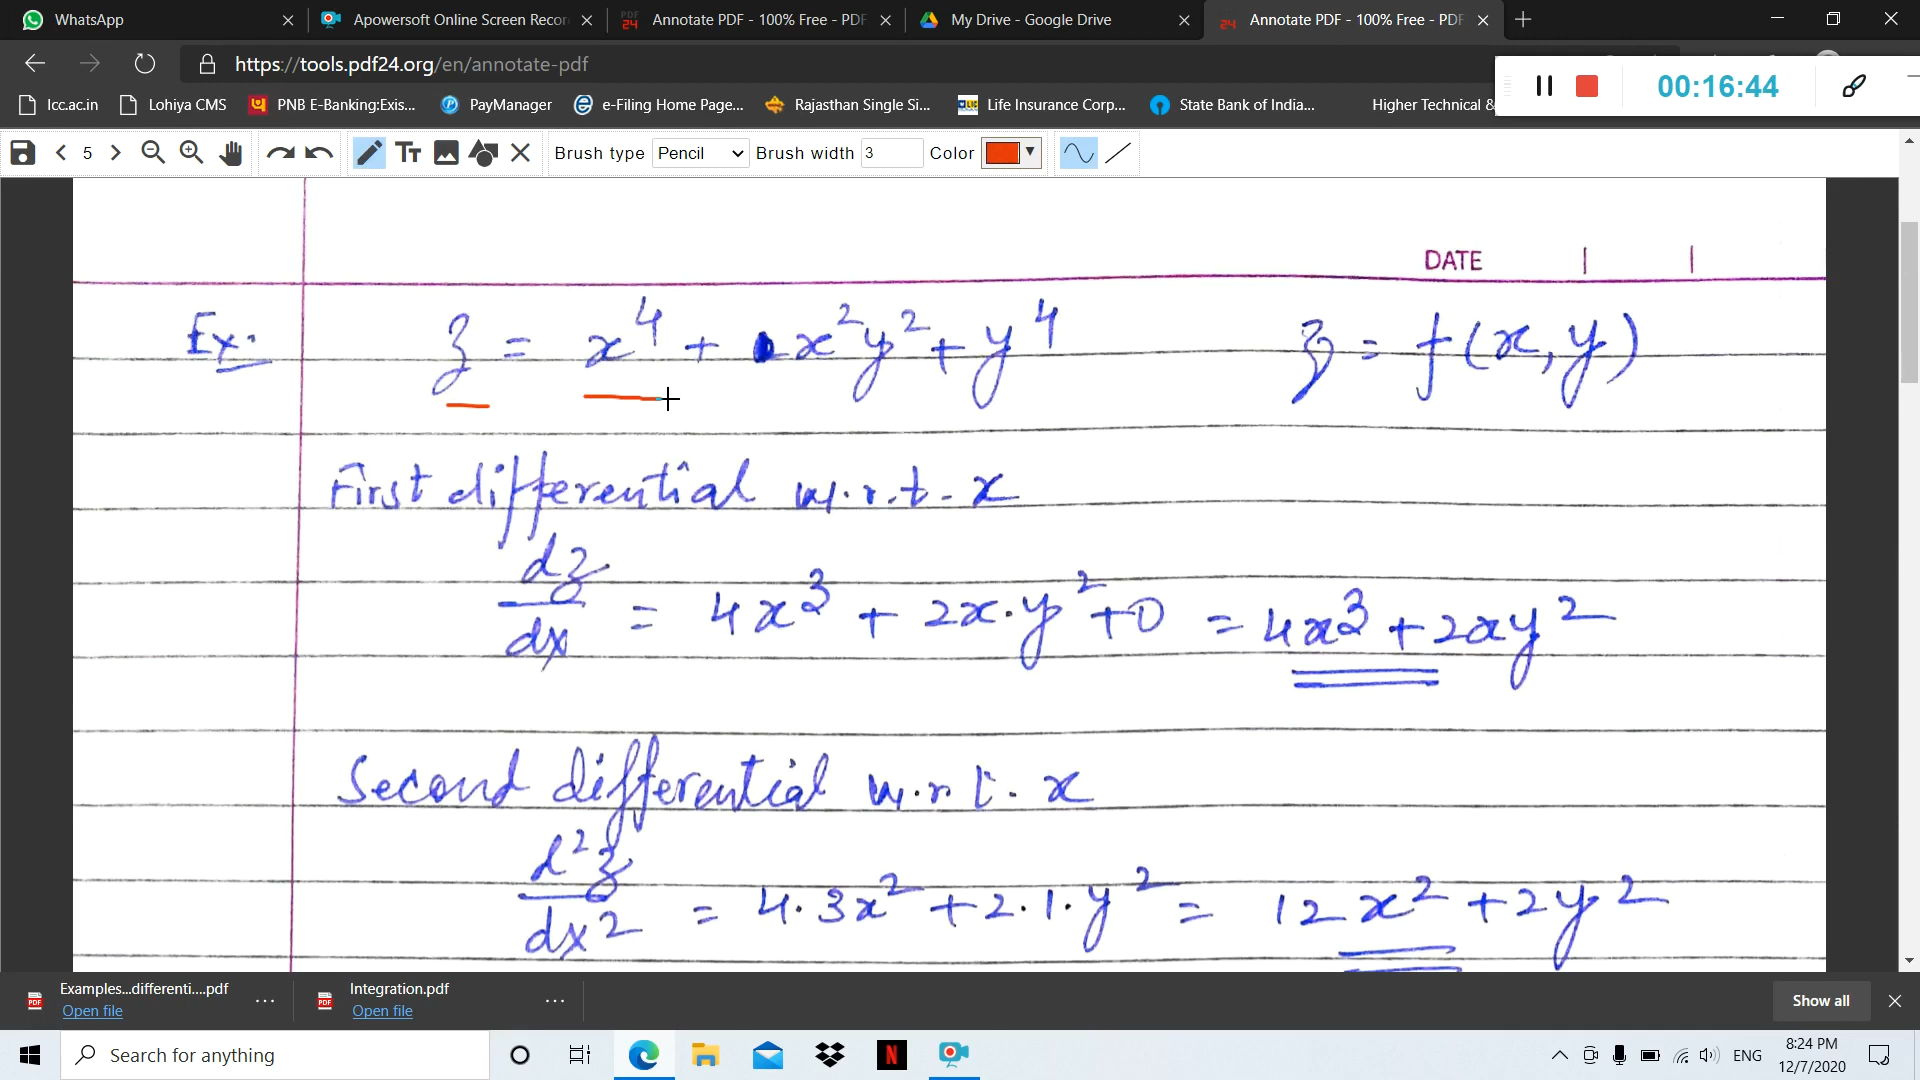 WhatsApp
Apowersoft Online Screen Recor
Annotate PDF - 100% Free - PDF
My Drive - Google Drive
Annotate PDF - 100% Free - PDF
https://tools.pdf24.org/en/annotate-pdf
lcc.ac.in
Lohiya CMS
PNB E-Banking:Exis...
PayManager
e-Filing Home Page...
Rajasthan Single Si...
Life Insurance Corp...
State Bank of India...
Higher Technical &
00:16:44
5
Brush type Pencil
Brush width 3
Color
DATE
Ex: z = x⁴ + x²y² + y⁴ z = f(x,y)
First differential w.r.t. x
dz/dx = 4x³ + 2x·y² + 0 = 4x³ + 2xy²
Second differential w.r.t. x
d²z/dx² = 4·3x² + 2·1·y² = 12x² + 2y²
Examples...differenti....pdf
Open file
Integration.pdf
Open file
Show all
Search for anything
ENG
8:24 PM
12/7/2020